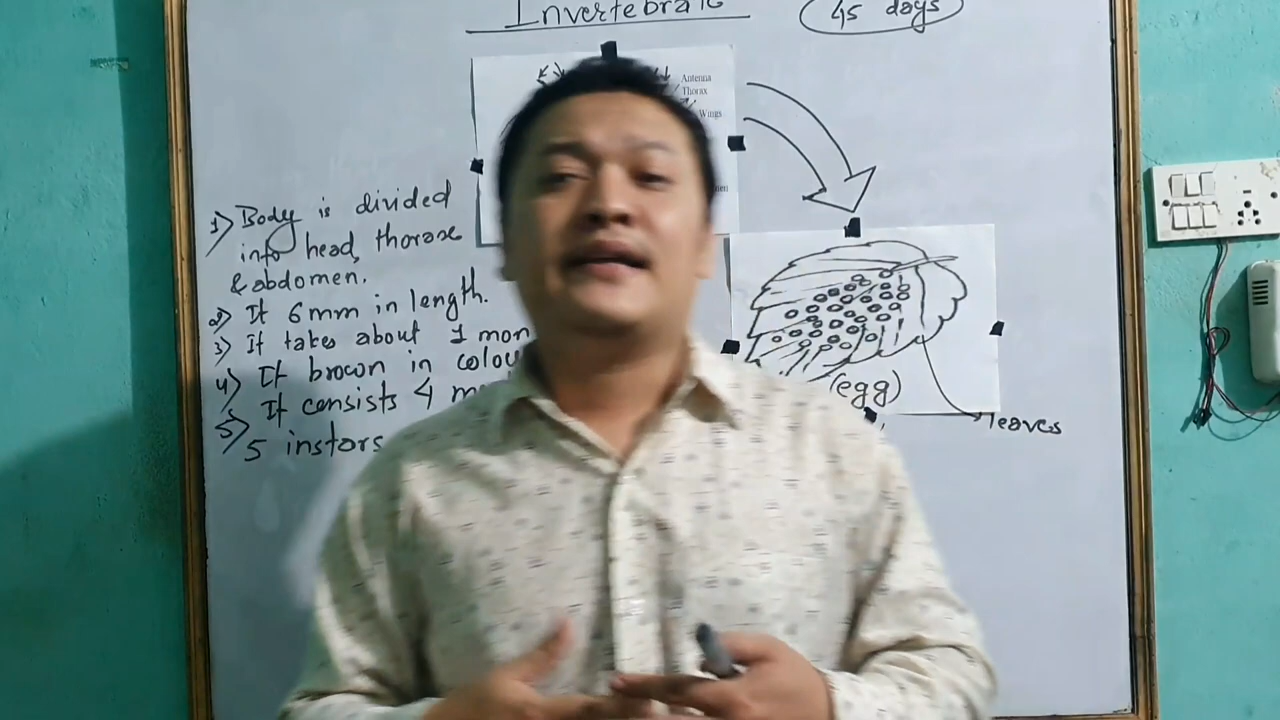 Invertebrate
45 days
Antenna
Thorax
Wings
1) Body is divided
into head, thorax
& abdomen.
2) It 6mm in length.
3) It takes about 1 mon
4) It brown in colou
5) It consists 4 m
5 instars
(egg)
leaves